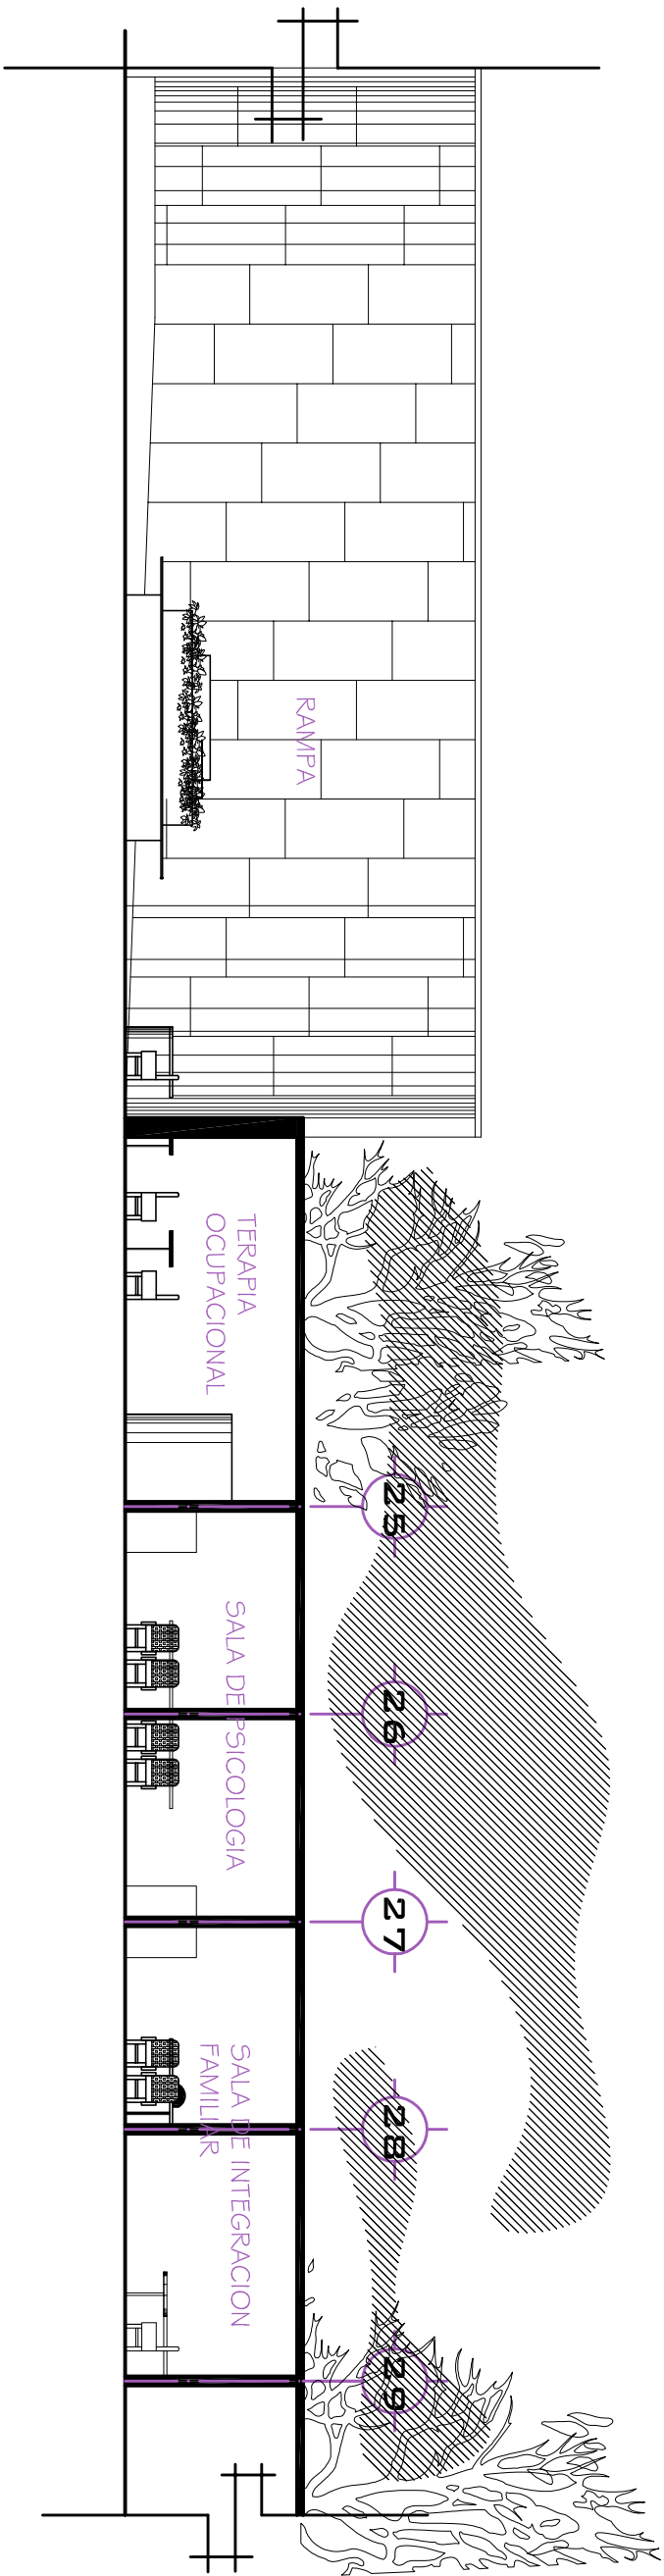 RAMPA
TERAPIA
OCUPACIONAL
SALA DE PSICOLOGIA
SALA DE INTEGRACION
FAMILIAR
25
26
27
28
29